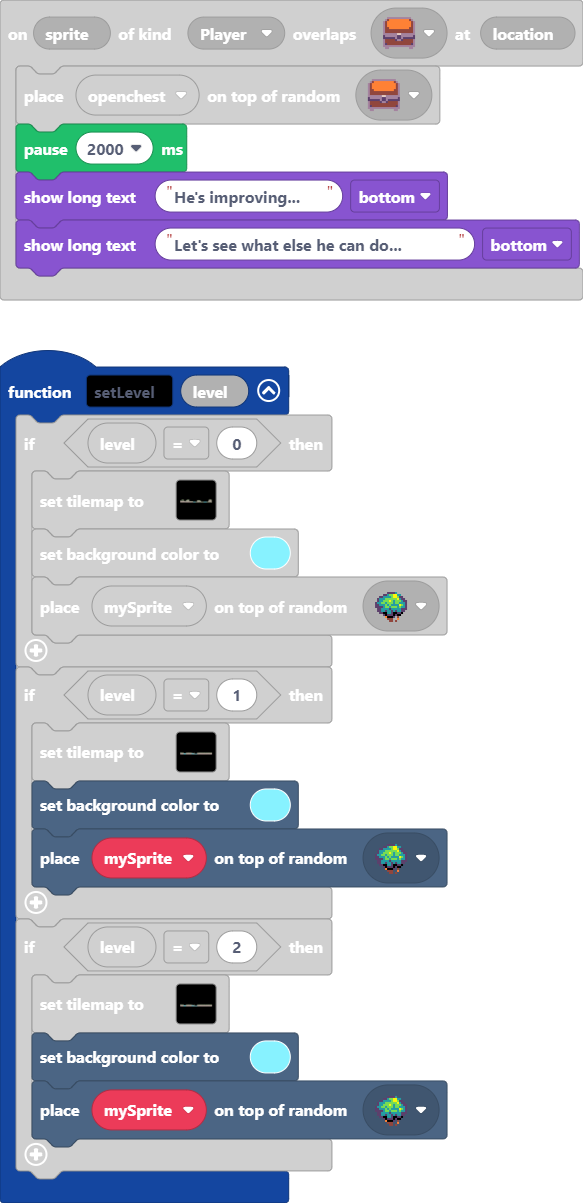 on sprite of kind Player overlaps at location
place openchest on top of random
pause 2000 ms
show long text "He's improving... " bottom
show long text "Let's see what else he can do... " bottom
function setLevel level
if level = 0 then
set tilemap to
set background color to
place mySprite on top of random
if level = 1 then
set tilemap to
set background color to
place mySprite on top of random
if level = 2 then
set tilemap to
set background color to
place mySprite on top of random